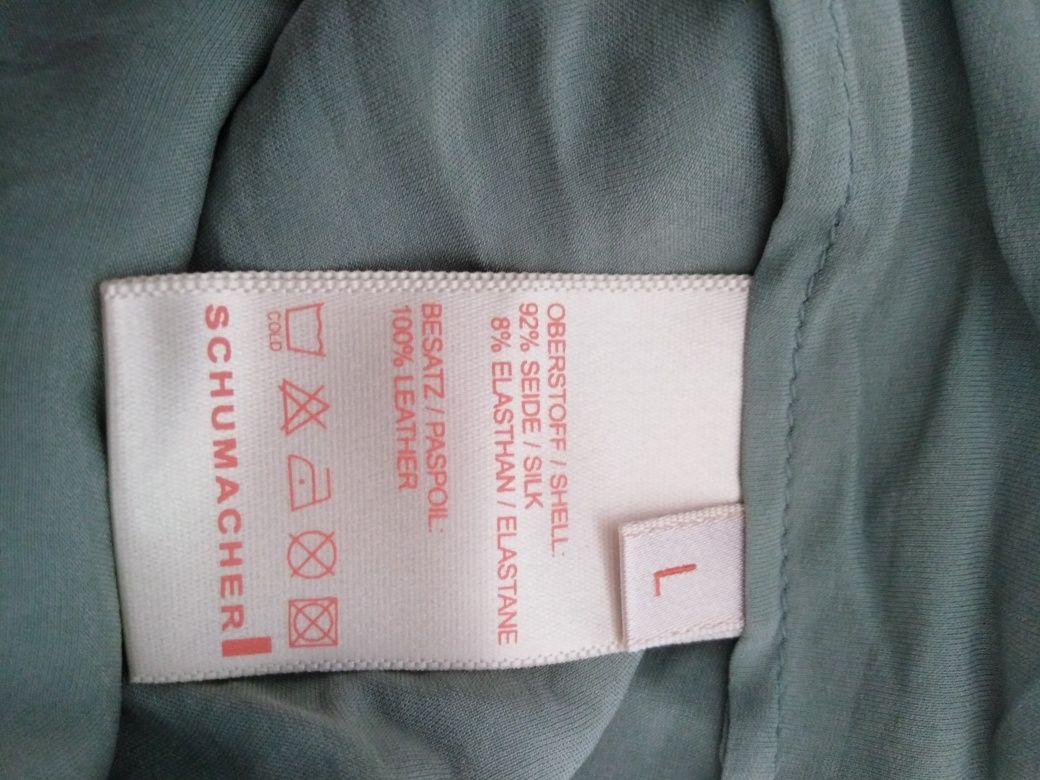 L
OBERSTOFF / SHELL:
92% SEIDE / SILK
8% ELASTHAN / ELASTANE
BESATZ / PASPOIL:
100% LEATHER
COLD
SCHUMACHER